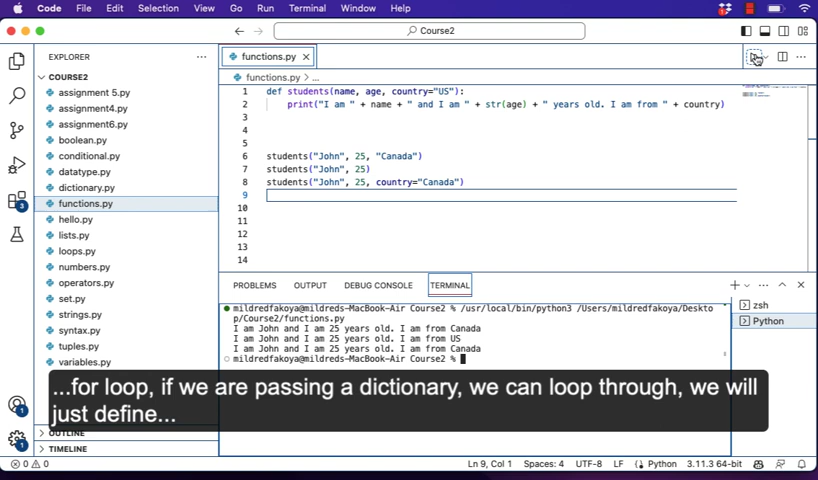 Code File Edit Selection View Go Run Terminal Window Help
Course2
EXPLORER
functions.py
COURSE2
functions.py > ...
assignment 5.py
assignment4.py
assignment6.py
boolean.py
conditional.py
datatype.py
dictionary.py
functions.py
hello.py
lists.py
loops.py
numbers.py
operators.py
set.py
strings.py
syntax.py
tuples.py
variables.py
OUTLINE
TIMELINE
1 def students(name, age, country="US"):
2 print("I am " + name + " and I am " + str(age) + " years old. I am from " + country)
3
4
5
6 students("John", 25, "Canada")
7 students("John", 25)
8 students("John", 25, country="Canada")
9
10
11
12
13
14
PROBLEMS OUTPUT DEBUG CONSOLE TERMINAL
mildredfakoya@mildreds-MacBook-Air Course2 % /usr/local/bin/python3 /Users/mildredfakoya/Deskto
p/Course2/functions.py
I am John and I am 25 years old. I am from Canada
I am John and I am 25 years old. I am from US
I am John and I am 25 years old. I am from Canada
mildredfakoya@mildreds-MacBook-Air Course2 %
zsh
Python
...for loop, if we are passing a dictionary, we can loop through, we will
just define...
3
1
1
0 0 Ln 9, Col 1 Spaces: 4 UTF-8 LF Python 3.11.3 64-bit